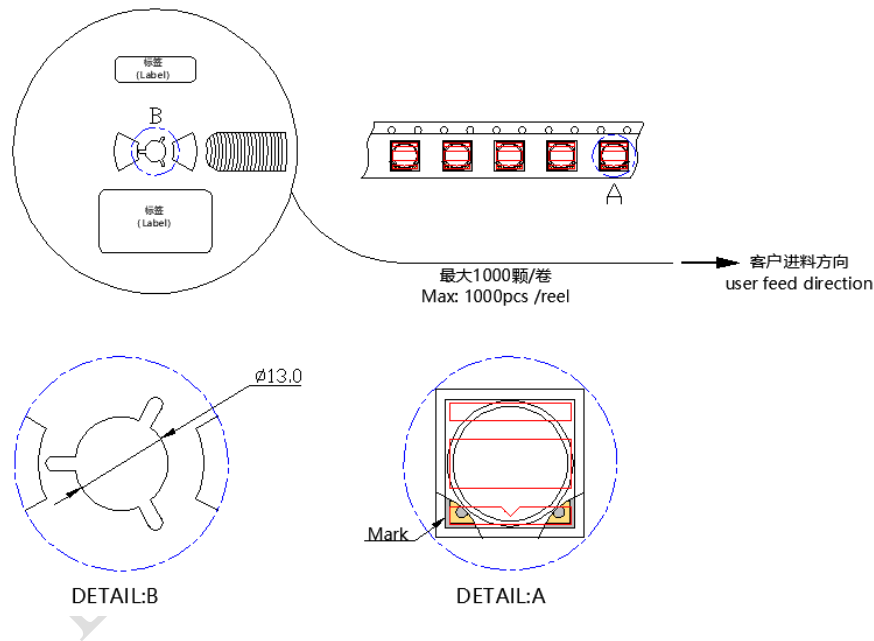 标签
(Label)
B
标签
(Label)
A
最大1000颗/卷
Max: 1000pcs /reel
客户进料方向
user feed direction
ø13.0
Mark
DETAIL:B
DETAIL:A